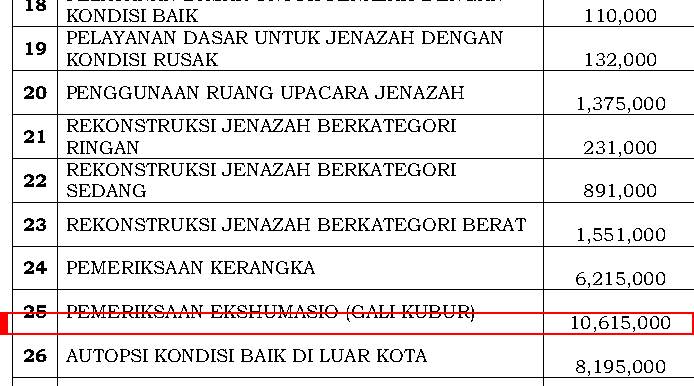 18
KONDISI BAIK 110,000
19 PELAYANAN DASAR UNTUK JENAZAH DENGAN
KONDISI RUSAK 132,000
20 PENGGUNAAN RUANG UPACARA JENAZAH 1,375,000
21 REKONSTRUKSI JENAZAH BERKATEGORI
RINGAN 231,000
22 REKONSTRUKSI JENAZAH BERKATEGORI
SEDANG 891,000
23 REKONSTRUKSI JENAZAH BERKATEGORI BERAT 1,551,000
24 PEMERIKSAAN KERANGKA 6,215,000
25 PEMERIKSAAN EKSHUMASIO (GALI KUBUR) 10,615,000
26 AUTOPSI KONDISI BAIK DI LUAR KOTA 8,195,000